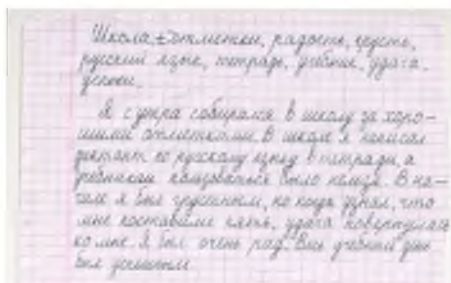 Школа – отметки, радость, грусть,
русский язык, тетрадь, учебник, удача,
успехи.
Я с утра собирался в школу за хоро-
шими отметками. В школе я написал
диктант по русскому языку в тетради, а
учебником пользоваться было нельзя. В на-
чале я был грустным, но когда узнал, что
мне поставили пять, удача повернулась
ко мне. Я был очень рад. Весь учебный день
был успешным.